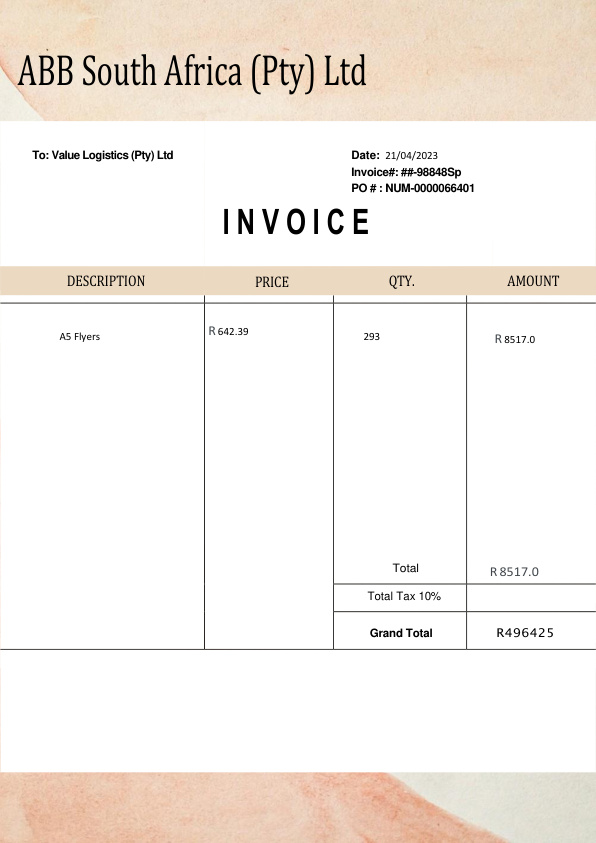 ABB South Africa (Pty) Ltd
To: Value Logistics (Pty) Ltd
Date: 21/04/2023
Invoice#: ##-98848Sp
PO # : NUM-0000066401
INVOICE
DESCRIPTION PRICE QTY. AMOUNT
A5 Flyers R 642.39 293 R 8517.0
Total R 8517.0
Total Tax 10%
Grand Total R496425